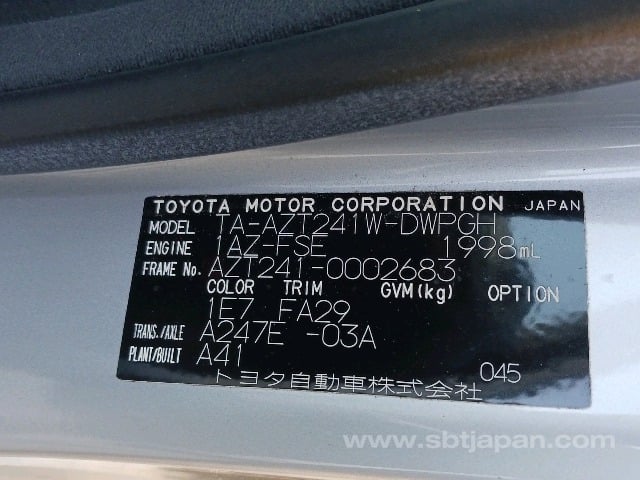 TOYOTA MOTOR CORPORATION JAPAN
MODEL TA-AZT241W-DWPGH
ENGINE 1AZ-FSE 1998mL
FRAME No. AZT241-0002683
COLOR TRIM GVM(kg) OPTION
1E7 FA29
TRANS./AXLE A247E -03A
PLANT/BUILT A41
045
トヨタ自動車株式会社
www.sbtjapan.com